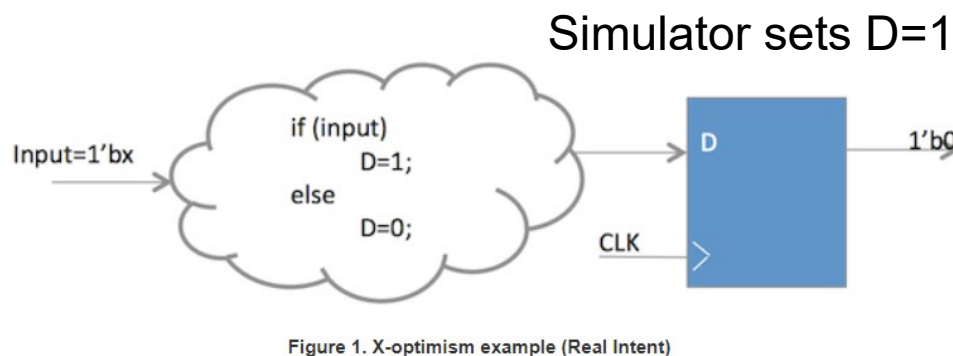 Simulator sets D=1
Input=1'bx
if (input)
D=1;
else
D=0;
D
1'b0
CLK
Figure 1. X-optimism example (Real Intent)